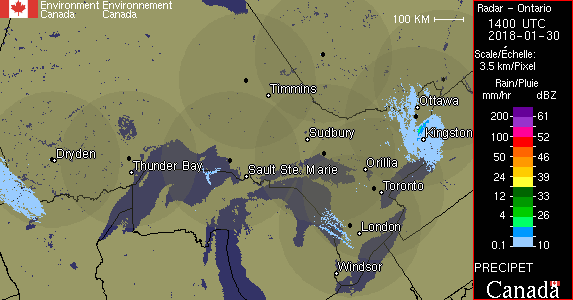 Environment Environnement
Canada Canada
100 KM
Timmins
Ottawa
Sudbury
Kingston
Dryden
Thunder Bay
Sault Ste. Marie
Orillia
Toronto
London
Windsor
Radar - Ontario
1400 UTC
2018-01-30
Scale/Échelle:
3.5 km/Pixel
Rain/Pluie
mm/hr dBZ
200 61
100 52
50 46
24 39
12 33
4 26
0.1 10
PRECIPET
Canada